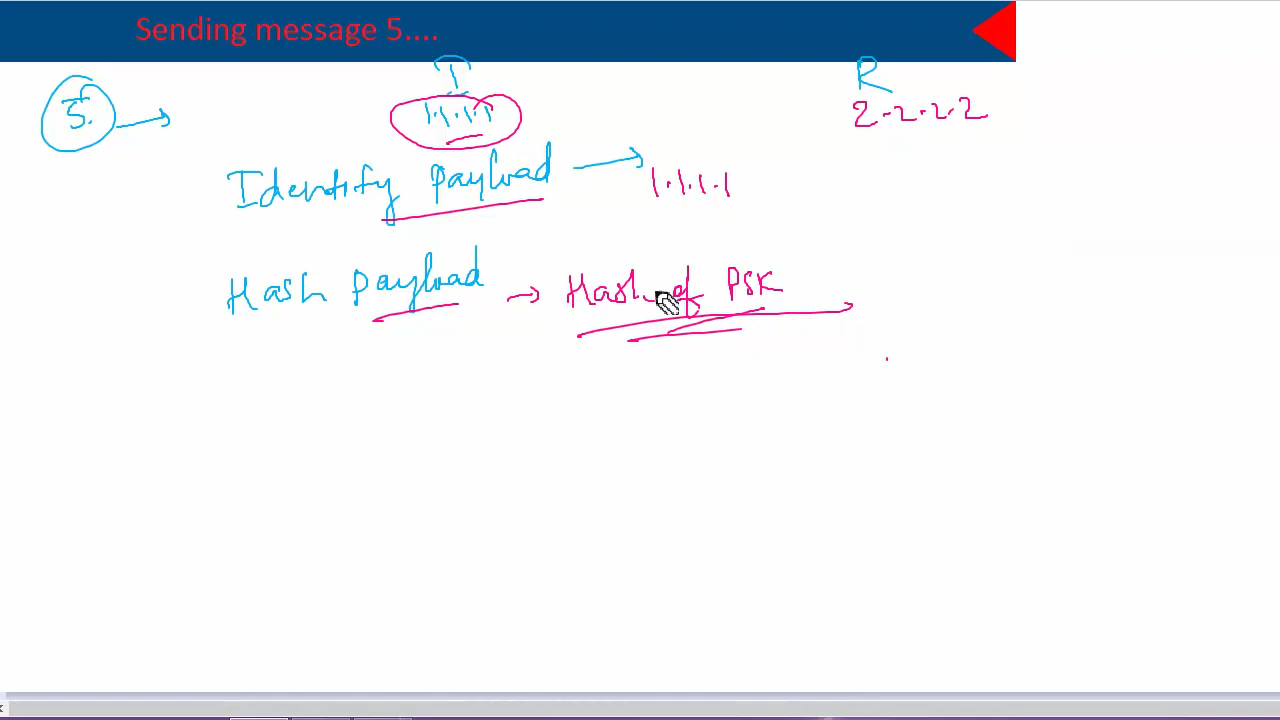 Sending message 5....
I R
5. 1.1.1.1 2.2.2.2
Identify Payload → 1.1.1.1
Hash Payload → Hash of PSK